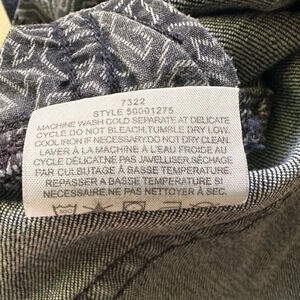 7322
STYLE 50001275
MACHINE WASH COLD SEPARATE AT DELICATE
CYCLE.DO NOT BLEACH.TUMBLE DRY LOW.
COOL IRON IF NECESSARY.DO NOT DRY CLEAN.
LAVER À LA MACHINE À L'EAU FROIDE AU
CYCLE DÉLICATNE PAS JAVELLISER.SÉCHAGE
PAR CULBUTAGE À BASSE TEMPÉRATURE.
REPASSER À BASSE TEMPÉRATURE SI
NÉCESSAIRE.NE PAS NETTOYER À SEC